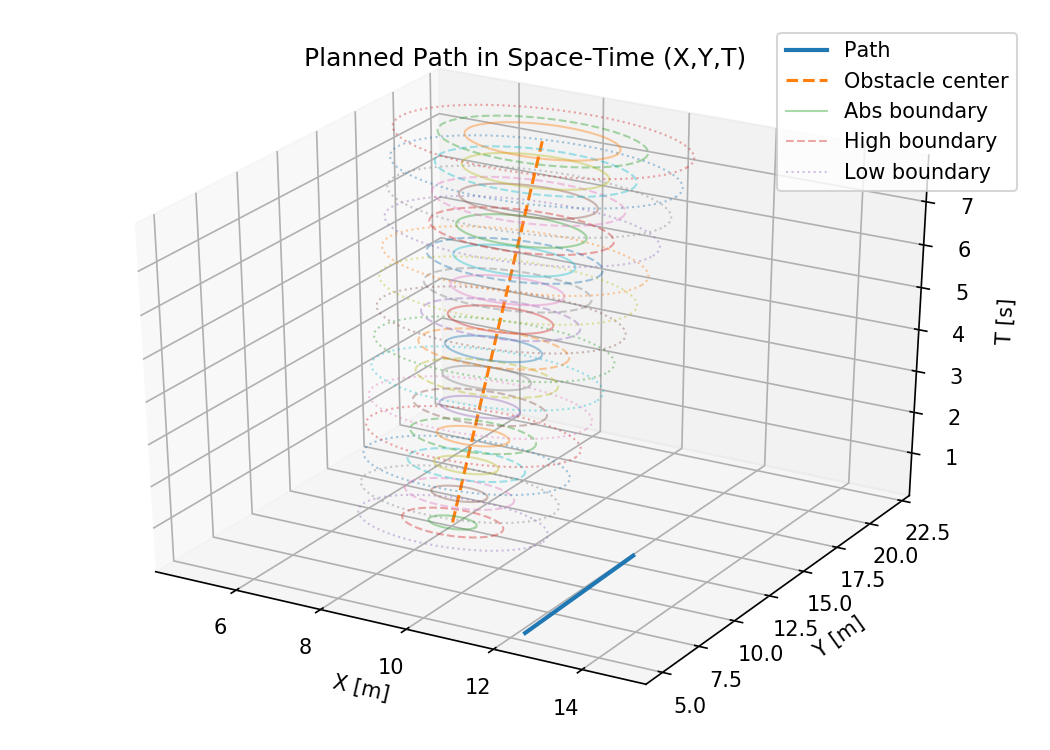 Planned Path in Space-Time (X,Y,T)
Path
Obstacle center
Abs boundary
High boundary
Low boundary
7
6
5
4
3
2
1
T [s]
22.5
20.0
17.5
15.0
12.5
10.0
7.5
5.0
Y [m]
6
8
10
12
14
X [m]